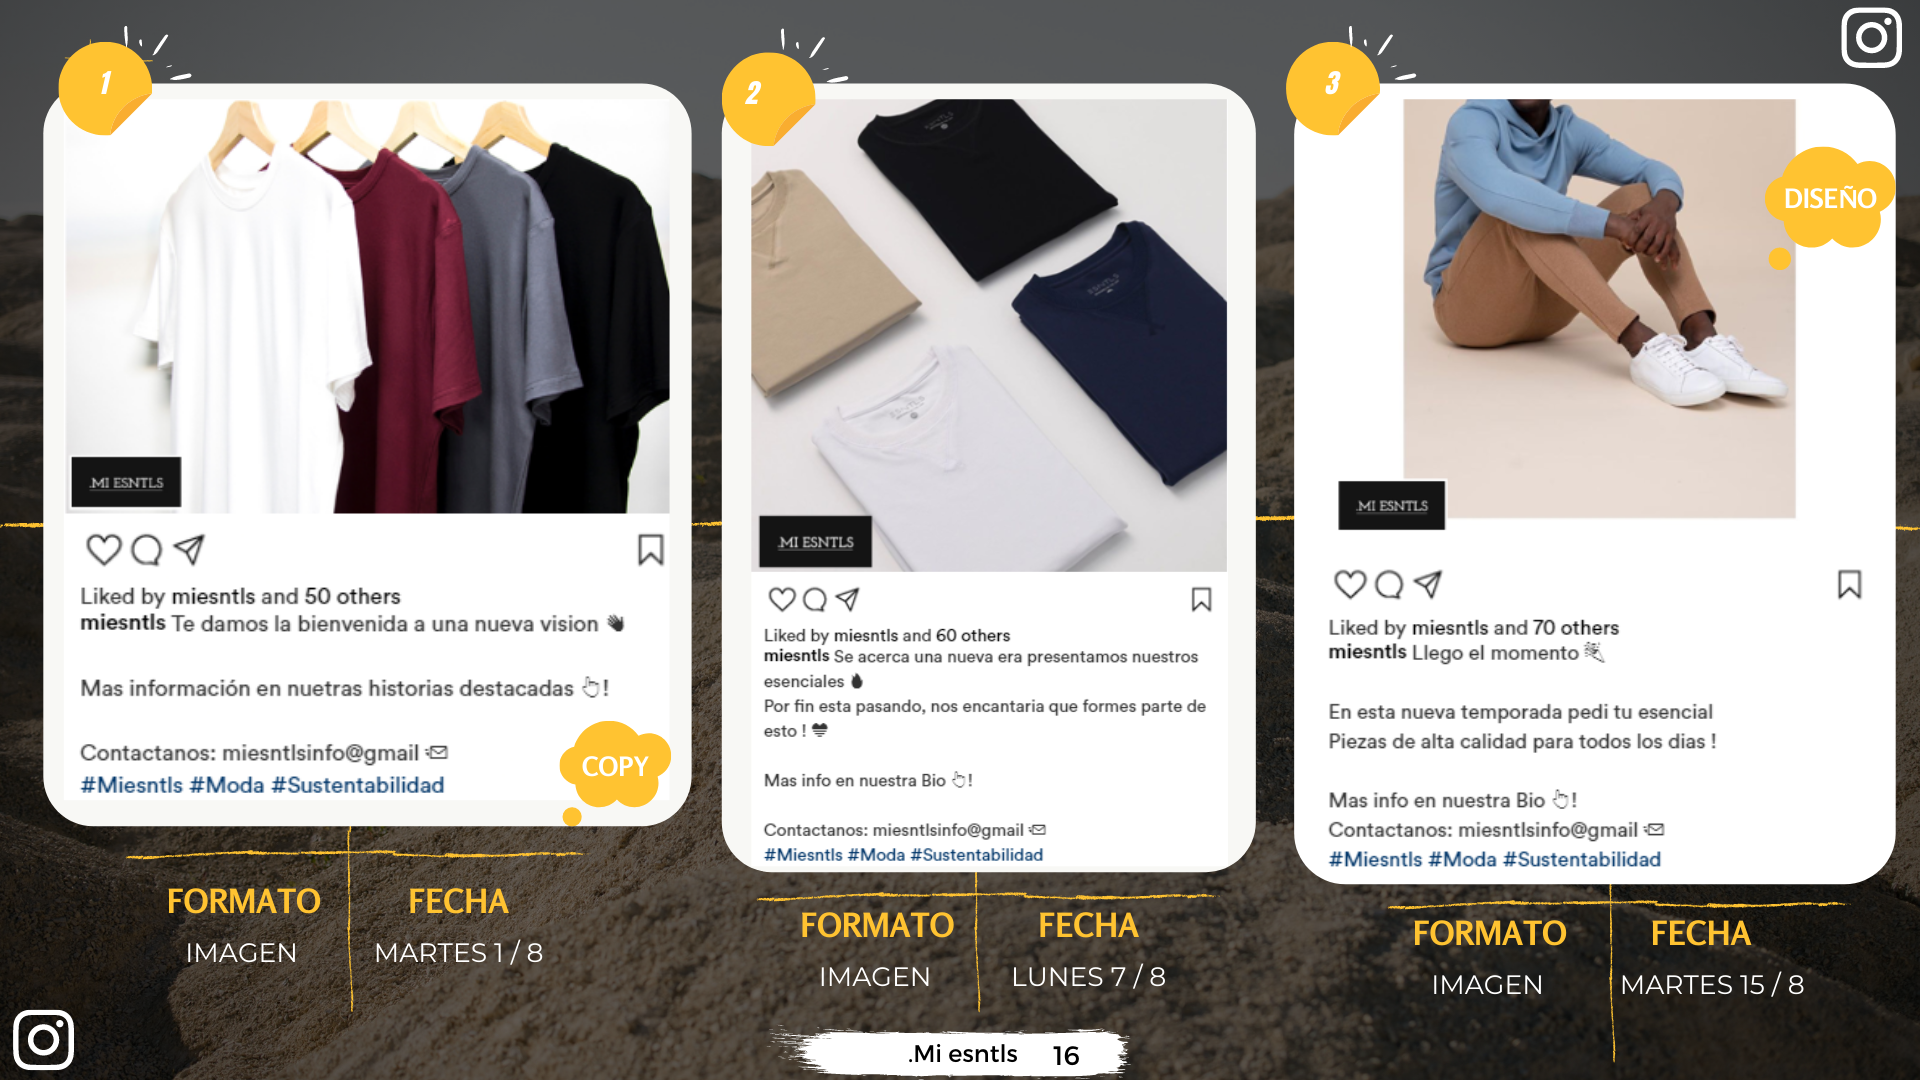 1
.MI ESNTLS
Liked by miesntls and 50 others
miesntls Te damos la bienvenida a una nueva vision 👋
Mas información en nuetras historias destacadas 👆!
Contactanos: miesntlsinfo@gmail 📨
#Miesntls #Moda #Sustentabilidad
COPY
FORMATO
FECHA
IMAGEN
MARTES 1 / 8
2
.MI ESNTLS
Liked by miesntls and 60 others
miesntls Se acerca una nueva era presentamos nuestros
esenciales 🔥
Por fin esta pasando, nos encantaria que formes parte de
esto ! 🖤
Mas info en nuestra Bio 👆!
Contactanos: miesntlsinfo@gmail 📨
#Miesntls #Moda #Sustentabilidad
FORMATO
FECHA
IMAGEN
LUNES 7 / 8
3
DISEÑO
.MI ESNTLS
Liked by miesntls and 70 others
miesntls Llego el momento 🎉
En esta nueva temporada pedi tu esencial
Piezas de alta calidad para todos los dias !
Mas info en nuestra Bio 👆!
Contactanos: miesntlsinfo@gmail 📨
#Miesntls #Moda #Sustentabilidad
FORMATO
FECHA
IMAGEN
MARTES 15 / 8
.Mi esntls 16